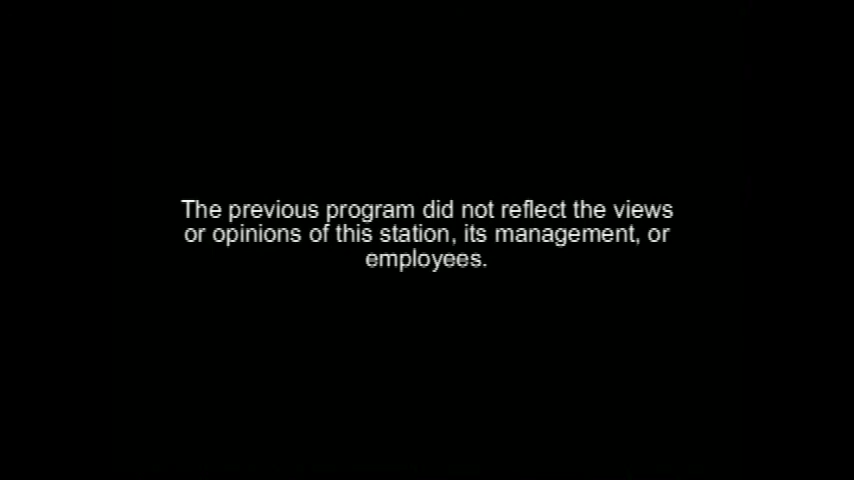 The previous program did not reflect the views
or opinions of this station, its management, or
employees.